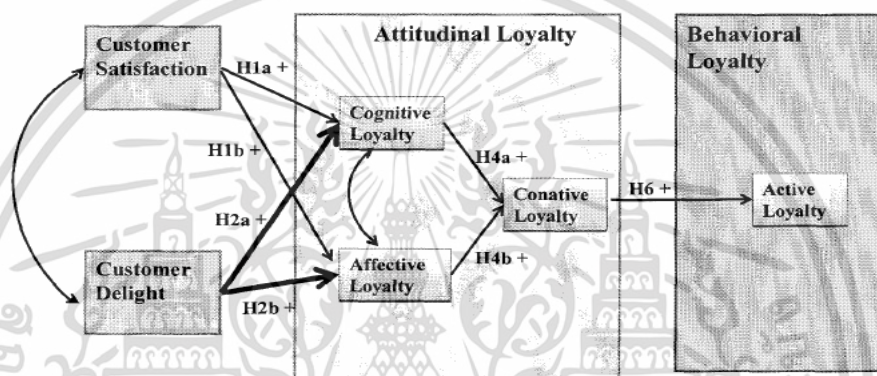 Customer
Satisfaction
H1a +
Attitudinal Loyalty
Behavioral
Loyalty
Cognitive
Loyalty
H1b +
H4a +
Conative
Loyalty
H6 +
Active
Loyalty
H2a +
Customer
Delight
Affective
Loyalty
H4b +
H2b +